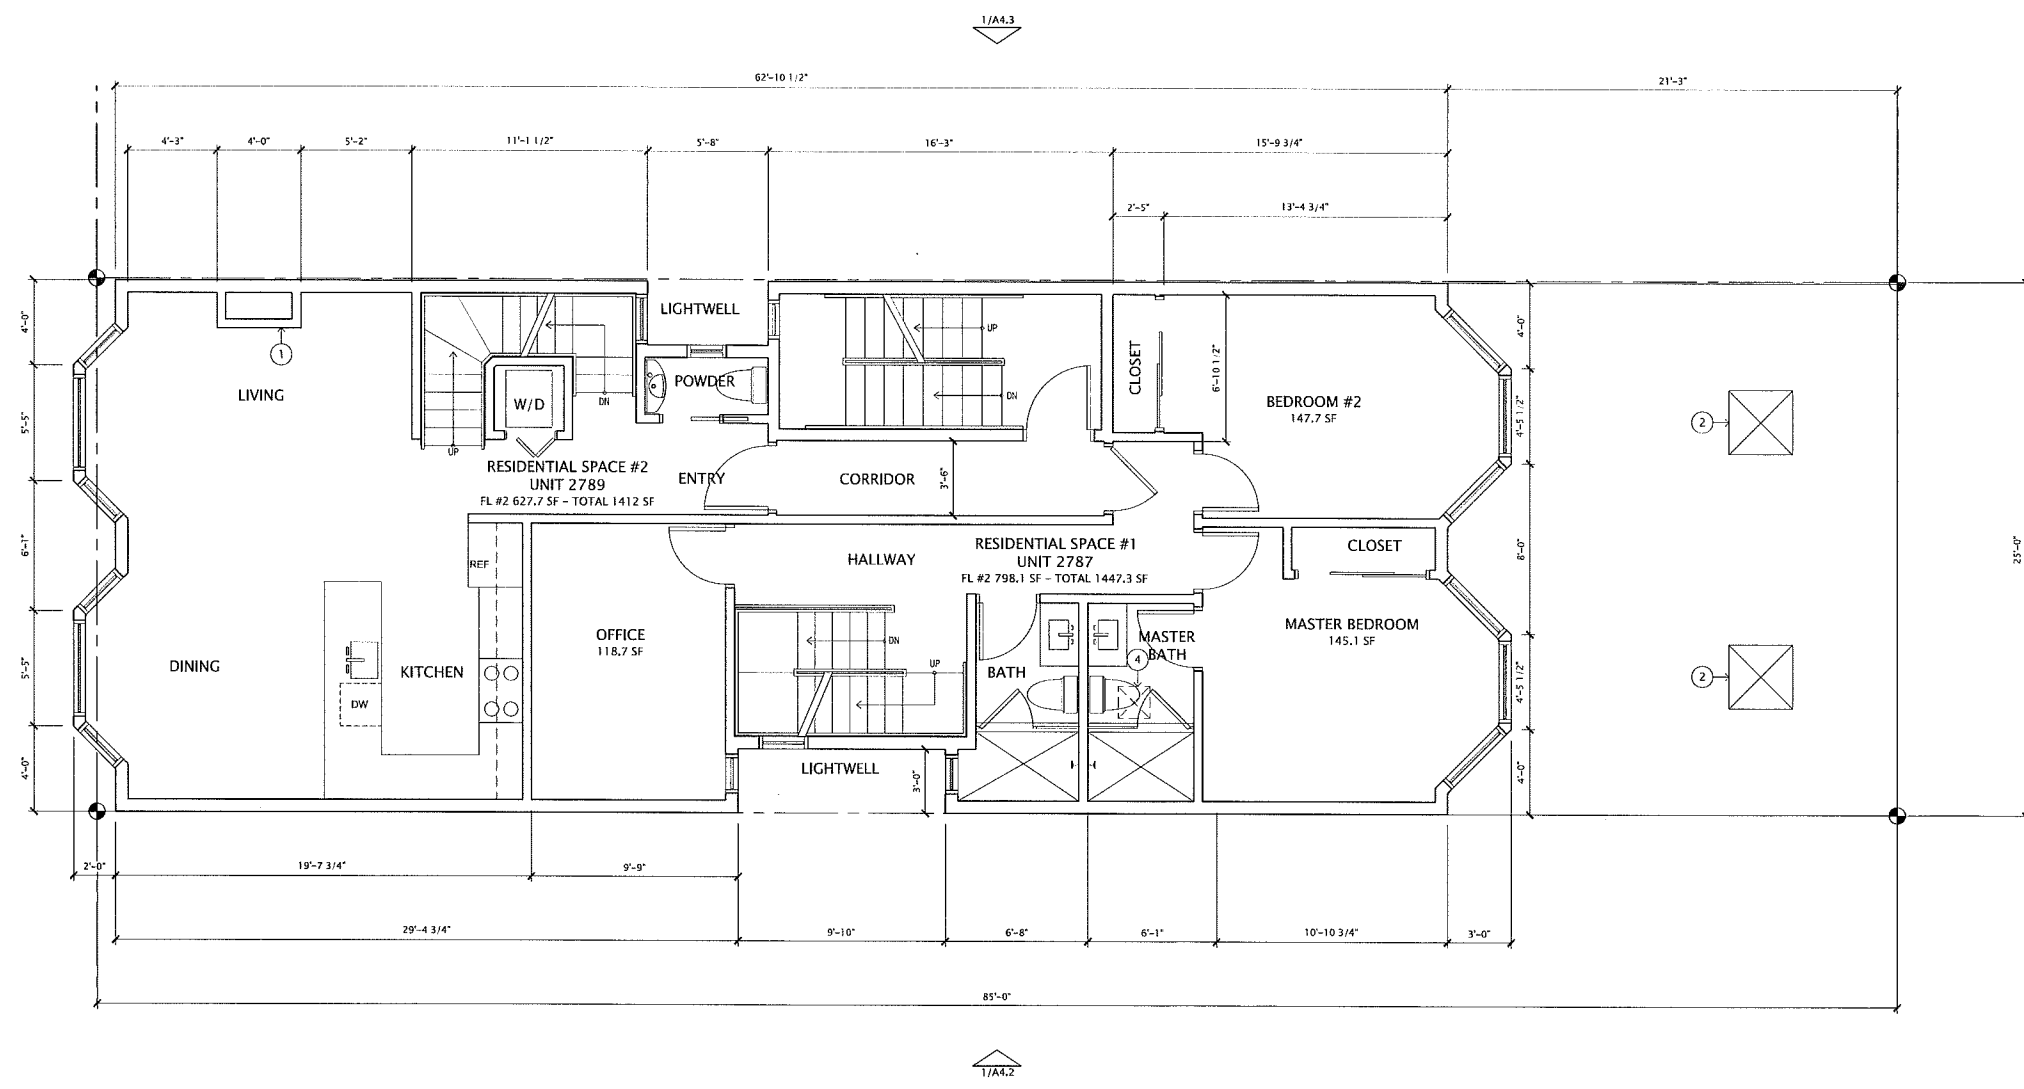 1/A4.3
62'-10 1/2"
21'-3"
4'-3"
4'-0"
5'-2"
11'-1 1/2"
5'-8"
16'-3"
15'-9 3/4"
2'-5"
13'-4 3/4"
LIGHTWELL
4'-0"
4'-0"
UP
1
CLOSET
6'-10 1/2"
POWDER
LIVING
W/D
DN
DN
BEDROOM #2
147.7 SF
5'-5"
4'-5 1/2"
2
UP
RESIDENTIAL SPACE #2
UNIT 2789
FL #2 627.7 SF - TOTAL 1412 SF
ENTRY
CORRIDOR
3'-6"
6'-1"
REF
HALLWAY
RESIDENTIAL SPACE #1
UNIT 2787
FL #2 798.1 SF - TOTAL 1447.3 SF
CLOSET
8'-0"
25'-0"
OFFICE
118.7 SF
DN
UP
MASTER
BATH
4
MASTER BEDROOM
145.1 SF
5'-5"
DINING
KITCHEN
BATH
4'-5 1/2"
2
DW
4'-0"
LIGHTWELL
3'-0"
4'-0"
2'-0"
19'-7 3/4"
9'-9"
29'-4 3/4"
9'-10"
6'-8"
6'-1"
10'-10 3/4"
3'-0"
85'-0"
1/A4.2